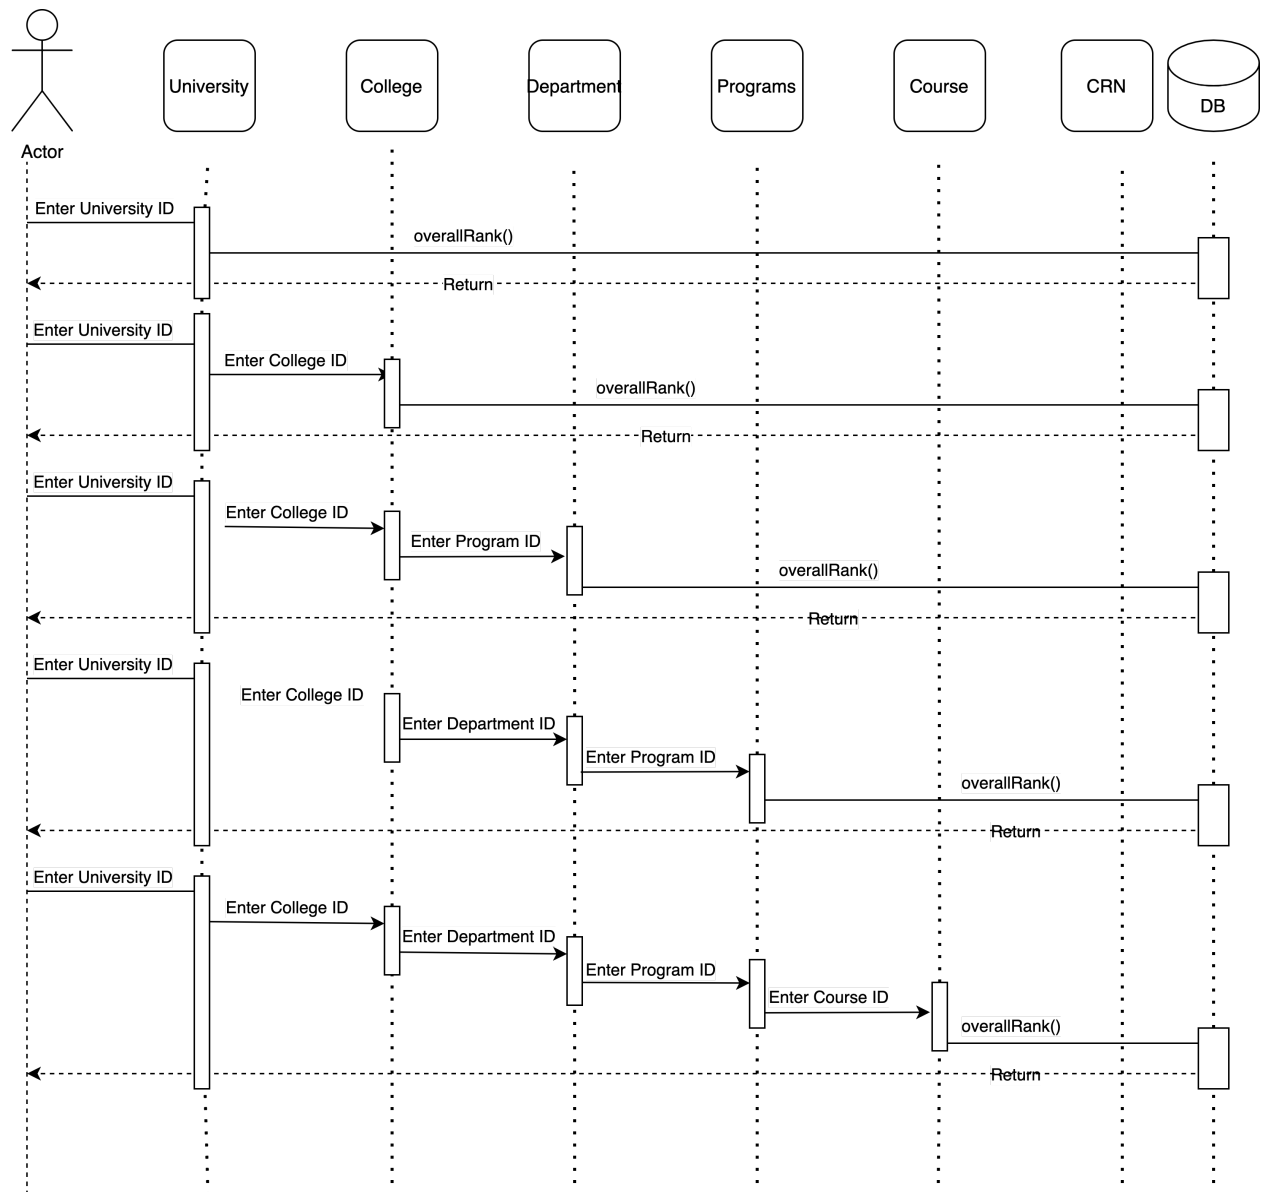 University
College
Department
Programs
Course
CRN
DB
Actor
Enter University ID
overallRank()
Return
Enter University ID
Enter College ID
overallRank()
Return
Enter University ID
Enter College ID
Enter Program ID
overallRank()
Return
Enter University ID
Enter College ID
Enter Department ID
Enter Program ID
overallRank()
Return
Enter University ID
Enter College ID
Enter Department ID
Enter Program ID
Enter Course ID
overallRank()
Return